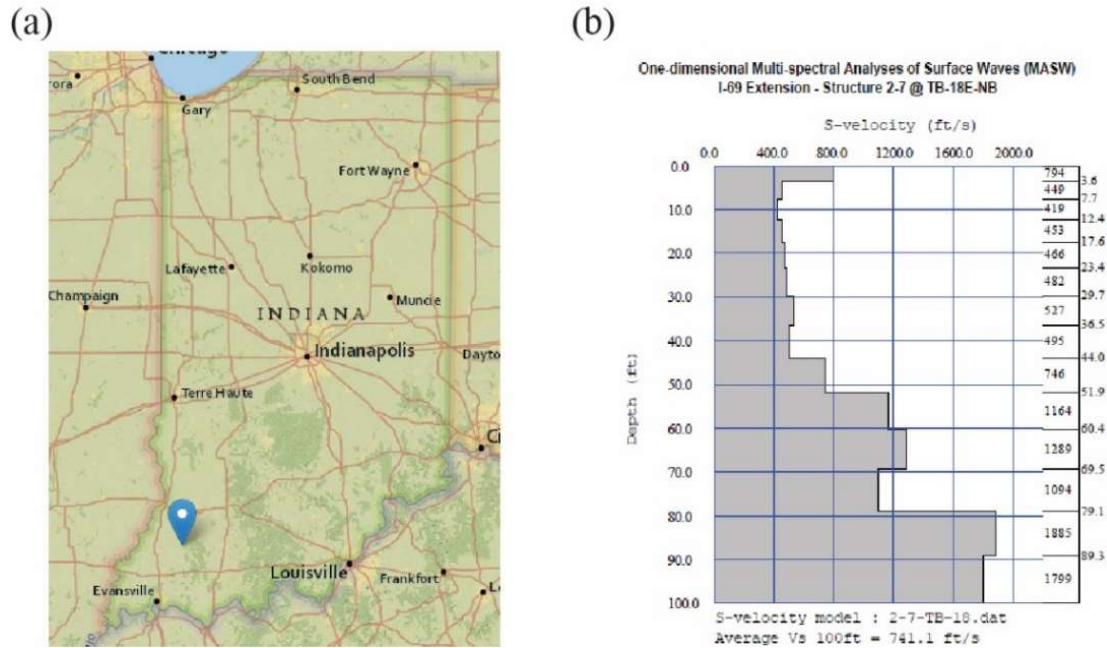 (a)
(b)
Chicago
rora
South Bend
Gary
Fort Wayne
Lafayette
Kokomo
Champaign
Muncie
INDIANA
Indianapolis
Dayto
Terre Haute
Ci
Louisville
Frankfort
Evansville
One-dimensional Multi-spectral Analyses of Surface Waves (MASW)
I-69 Extension - Structure 2-7 @ TB-18E-NB
S-velocity (ft/s)
0.0 400.0 800.0 1200.0 1600.0 2000.0
Depth (ft)
0.0
10.0
20.0
30.0
40.0
50.0
60.0
70.0
80.0
90.0
100.0
794
3.6
449
7.7
419
12.4
453
17.6
466
23.4
482
29.7
527
36.5
495
44.0
746
51.9
1164
60.4
1289
69.5
1094
79.1
1885
89.3
1799
S-velocity model : 2-7-TB-18.dat
Average Vs 100ft = 741.1 ft/s